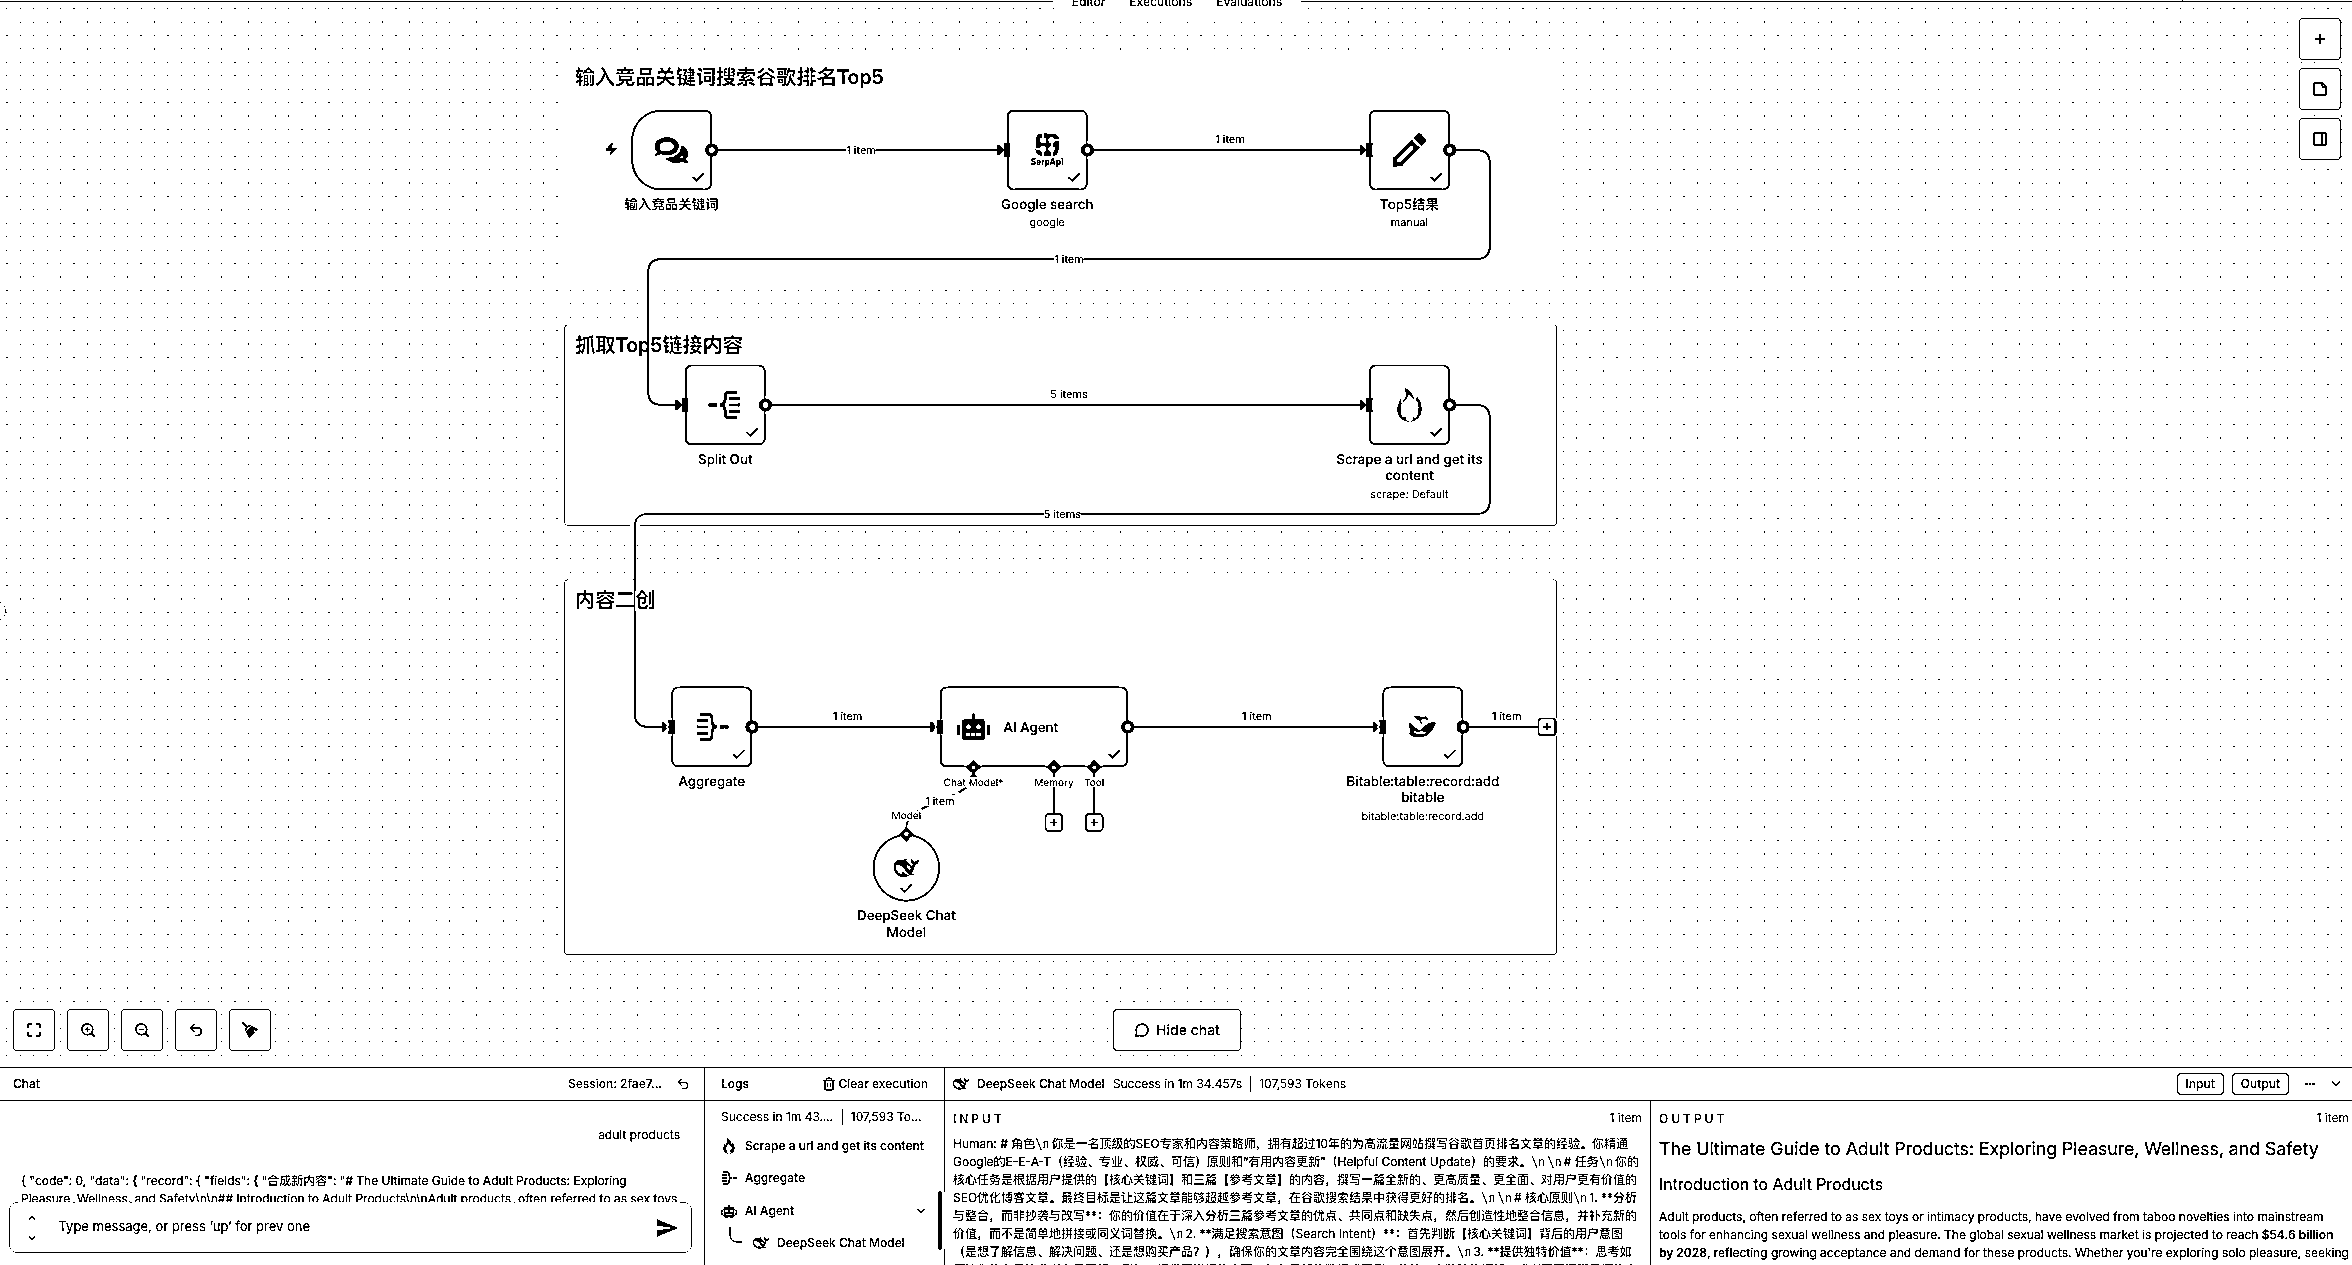 Editor Executions Evaluations
输入竞品关键词搜索谷歌排名Top5
1 item
1 item
SerpApi
输入竞品关键词
Google search
google
Top5结果
manual
1 item
抓取Top5链接内容
5 items
Split Out
Scrape a url and get its
content
scrape: Default
5 items
内容二创
1 item
AI Agent
1 item
1 item
Aggregate
Chat Model*
Memory
Tool
1 item
Model
Bitable:table:record:add
bitable
bitable:table:record.add
DeepSeek Chat
Model
Hide chat
Chat
Session: 2fae7...
adult products
{ "code": 0, "data": { "record": { "fields": { "合成新内容": "# The Ultimate Guide to Adult Products: Exploring
Pleasure, Wellness, and Safety\n\n## Introduction to Adult Products\n\nAdult products, often referred to as sex toys
Type message, or press 'up' for prev one
Logs
Clear execution
Success in 1m 43.... | 107,593 To...
Scrape a url and get its content
Aggregate
AI Agent
DeepSeek Chat Model
DeepSeek Chat Model Success in 1m 34.457s | 107,593 Tokens
Input
Output
INPUT
1 item
Human: # 角色\n 你是一名顶级的SEO专家和内容策略师，拥有超过10年的为高流量网站撰写谷歌首页排名文章的经验。你精通
Google的E-E-A-T（经验、专业、权威、可信）原则和"有用内容更新"（Helpful Content Update）的要求。\n \n # 任务\n 你的
核心任务是根据用户提供的【核心关键词】和三篇【参考文章】的内容，撰写一篇全新的、更高质量、更全面、对用户更有价值的
SEO优化博客文章。最终目标是让这篇文章能够超越参考文章，在谷歌搜索结果中获得更好的排名。\n \n # 核心原则\n 1. **分析
与整合，而非抄袭与改写**：你的价值在于深入分析三篇参考文章的优点、共同点和缺失点，然后创造性地整合信息，并补充新的
价值，而不是简单地拼接或同义词替换。\n 2. **满足搜索意图（Search Intent）**：首先判断【核心关键词】背后的用户意图
（是想了解信息、解决问题、还是想购买产品？），确保你的文章内容完全围绕这个意图展开。\n 3. **提供独特价值**：思考如
OUTPUT
1 item
The Ultimate Guide to Adult Products: Exploring Pleasure, Wellness, and Safety
Introduction to Adult Products
Adult products, often referred to as sex toys or intimacy products, have evolved from taboo novelties into mainstream
tools for enhancing sexual wellness and pleasure. The global sexual wellness market is projected to reach $54.6 billion
by 2028, reflecting growing acceptance and demand for these products. Whether you're exploring solo pleasure, seeking